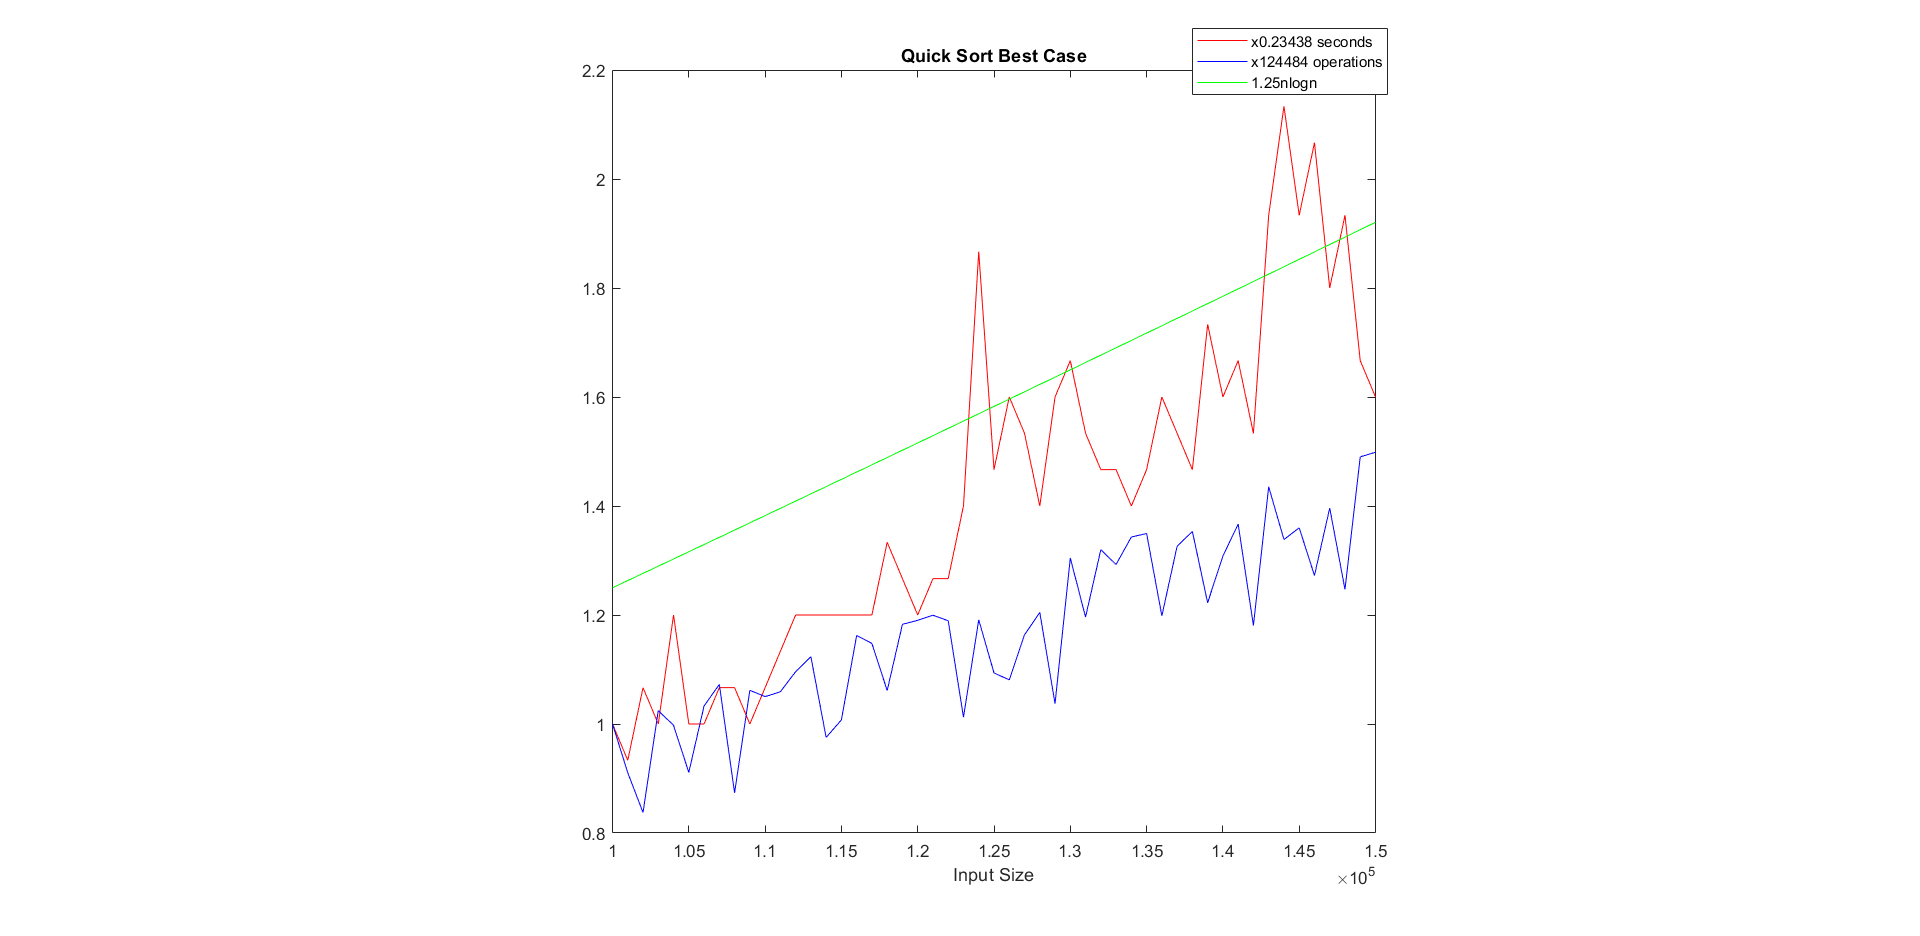 Quick Sort Best Case
x0.23438 seconds
x124484 operations
1.25nlogn
2.2
2
1.8
1.6
1.4
1.2
1
0.8
1 1.05 1.1 1.15 1.2 1.25 1.3 1.35 1.4 1.45 1.5
Input Size
×10⁵